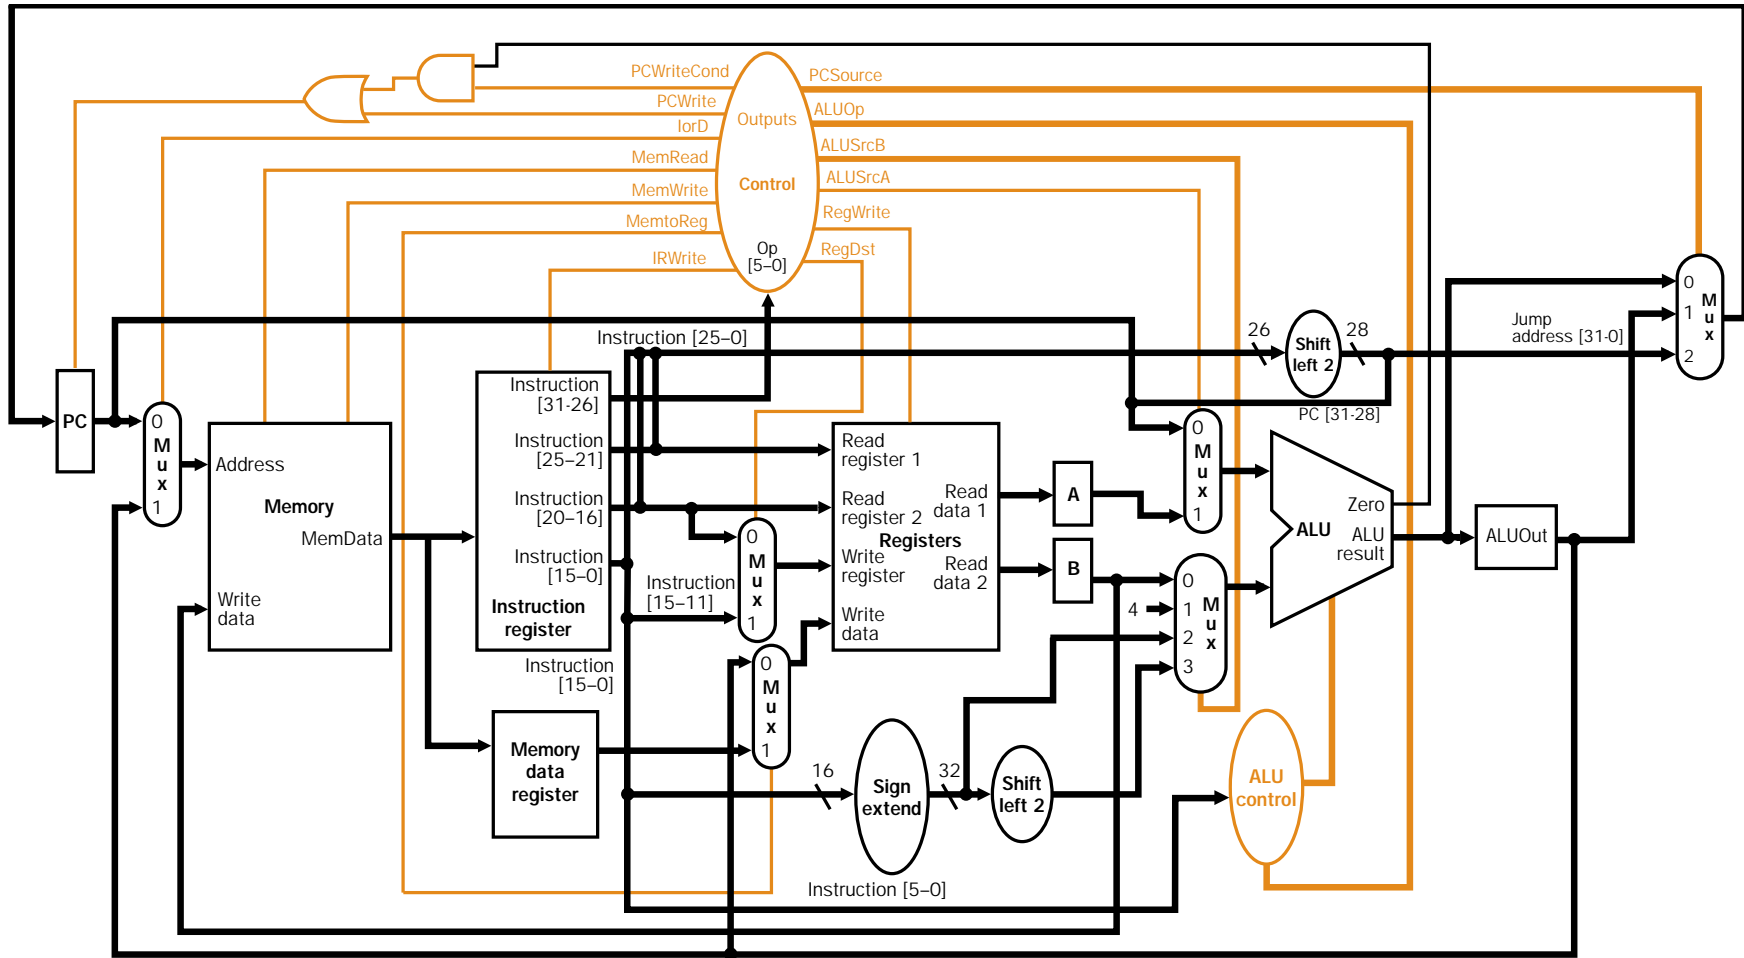 PCWriteCond
PCSource
PCWrite
ALUOp
Outputs
IorD
ALUSrcB
MemRead
ALUSrcA
MemWrite
Control
MemtoReg
RegWrite
IRWrite
Op
[5–0]
RegDst
Instruction [25–0]
26
Shift
left 2
28
Jump
address [31-0]
0
1
2
M
u
x
PC [31-28]
PC
0
M
u
x
1
Address
Memory
MemData
Write
data
Instruction
[31-26]
Instruction
[25–21]
Instruction
[20–16]
Instruction
[15–0]
Instruction
register
Instruction
[15–11]
Instruction
[15–0]
0
M
u
x
1
0
M
u
x
1
Read
register 1
Read
register 2
Registers
Write
register
Write
data
Read
data 1
Read
data 2
A
B
0
M
u
x
1
4
0
1
2
3
M
u
x
ALU
Zero
ALU
result
ALUOut
Memory
data
register
16
Sign
extend
32
Shift
left 2
ALU
control
Instruction [5–0]